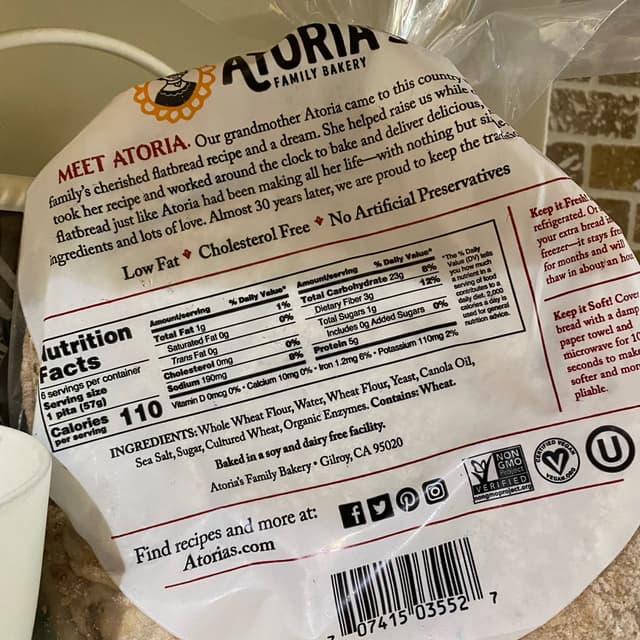 ATORIA'S
FAMILY BAKERY
MEET ATORIA. Our grandmother Atoria came to this country
family's cherished flatbread recipe and a dream. She helped raise us while
took her recipe and worked around the clock to bake and deliver delicious,
flatbread just like Atoria had been making all her life—with nothing but
ingredients and lots of love. Almost 30 years later, we are proud to keep the
Low Fat ♦ Cholesterol Free ♦ No Artificial Preservatives
Nutrition
Facts
6 servings per container
Serving size
1 pita (57g)
Calories
per serving
110
Amount/serving % Daily Value*
Total Fat 1g 1%
Saturated Fat 0g 0%
Trans Fat 0g
Cholesterol 0mg 0%
Sodium 190mg 8%
Amount/serving % Daily Value*
Total Carbohydrate 23g 8%
Dietary Fiber 3g 12%
Total Sugars 1g
Includes 0g Added Sugars 0%
Protein 5g
Vitamin D 0mcg 0% • Calcium 10mg 0% • Iron 1.2mg 6% • Potassium 110mg 2%
*The % Daily
Value (DV) tells
you how much
a nutrient in a
serving of food
contributes to a
daily diet. 2,000
calories a day is
used for general
nutrition advice.
INGREDIENTS: Whole Wheat Flour, Water, Wheat Flour, Yeast, Canola Oil,
Sea Salt, Sugar, Cultured Wheat, Organic Enzymes. Contains: Wheat.
Baked in a soy and dairy free facility.
Atoria's Family Bakery • Gilroy, CA 95020
Keep it Fresh!
refrigerated. Or
your extra bread
freezer—it stays
for months and will
thaw in about an
Keep it Soft! Cover
bread with a damp
paper towel and
microwave for 10
seconds to make
softer and more
pliable.
Find recipes and more at:
Atorias.com
NON
GMO
Project
VERIFIED
nongmoproject.org
CERTIFIED VEGAN
VEGAN.ORG
U
7 07415 03552 7